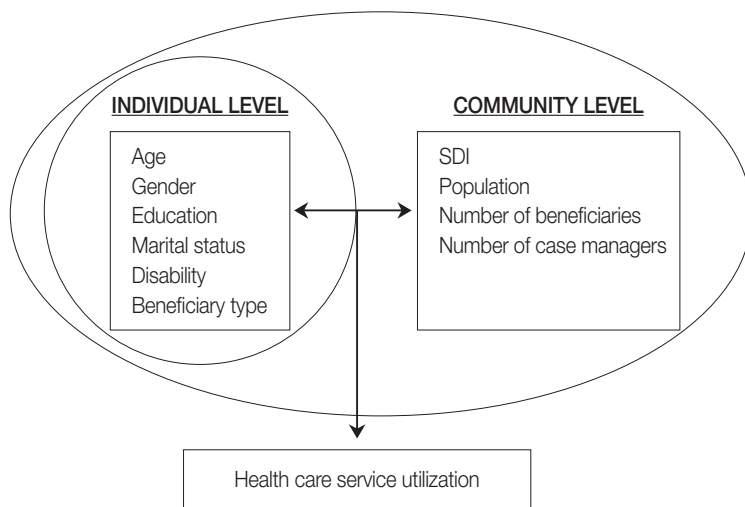 INDIVIDUAL LEVEL
Age
Gender
Education
Marital status
Disability
Beneficiary type
COMMUNITY LEVEL
SDI
Population
Number of beneficiaries
Number of case managers
Health care service utilization